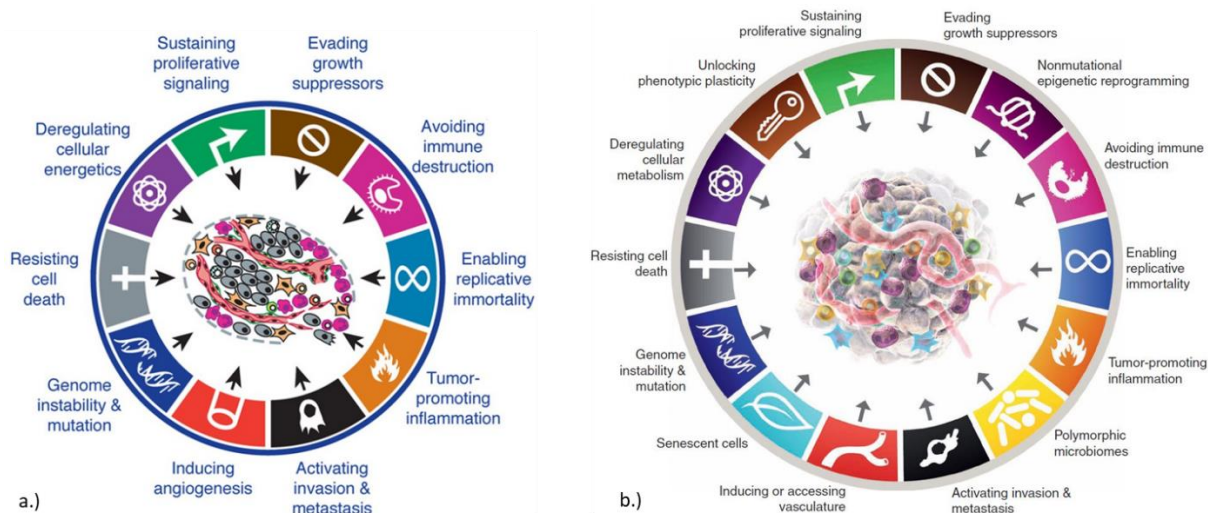 Sustaining
proliferative
signaling
Evading
growth
suppressors
Avoiding
immune
destruction
Enabling
replicative
immortality
Tumor-
promoting
inflammation
Activating
invasion &
metastasis
Inducing
angiogenesis
Genome
instability &
mutation
Resisting
cell
death
Deregulating
cellular
energetics
a.)
Sustaining
proliferative signaling
Evading
growth suppressors
Nonmutational
epigenetic reprogramming
Avoiding immune
destruction
Enabling
replicative
immortality
Tumor-promoting
inflammation
Polymorphic
microbiomes
Activating invasion &
metastasis
Inducing or accessing
vasculature
Senescent cells
Genome
instability &
mutation
Resisting cell
death
Deregulating
cellular
metabolism
Unlocking
phenotypic plasticity
b.)